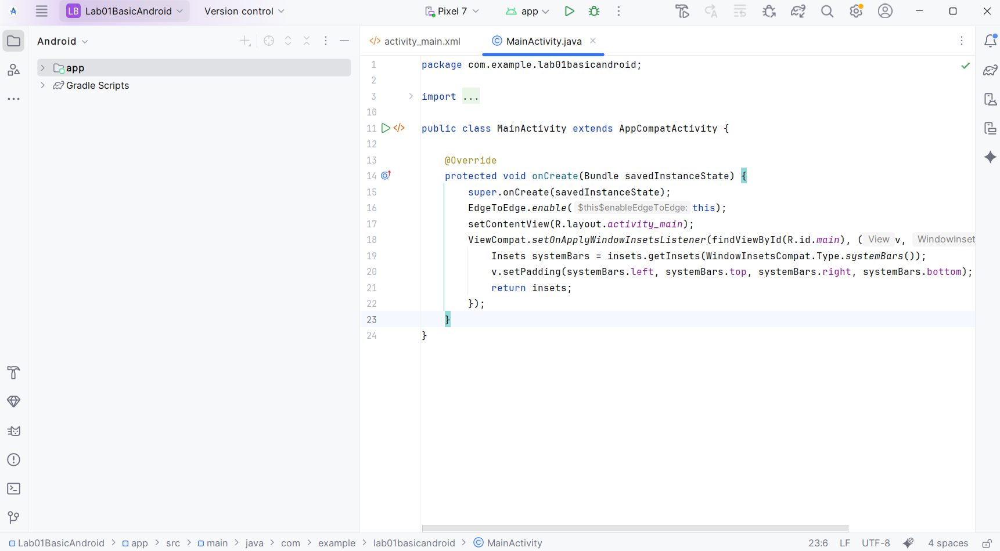 LB Lab01BasicAndroid Version control Pixel 7 app
Android
app
Gradle Scripts
activity_main.xml MainActivity.java
1 package com.example.lab01basicandroid;
2
3 import ...
10
11 public class MainActivity extends AppCompatActivity {
12
13 @Override
14 protected void onCreate(Bundle savedInstanceState) {
15 super.onCreate(savedInstanceState);
16 EdgeToEdge.enable( $this$enableEdgeToEdge: this);
17 setContentView(R.layout.activity_main);
18 ViewCompat.setOnApplyWindowInsetsListener(findViewById(R.id.main), ( View v, WindowInset
19 Insets systemBars = insets.getInsets(WindowInsetsCompat.Type.systemBars());
20 v.setPadding(systemBars.left, systemBars.top, systemBars.right, systemBars.bottom);
21 return insets;
22 });
23 }
24 }
Lab01BasicAndroid > app > src > main > java > com > example > lab01basicandroid > MainActivity 23:6 LF UTF-8 4 spaces